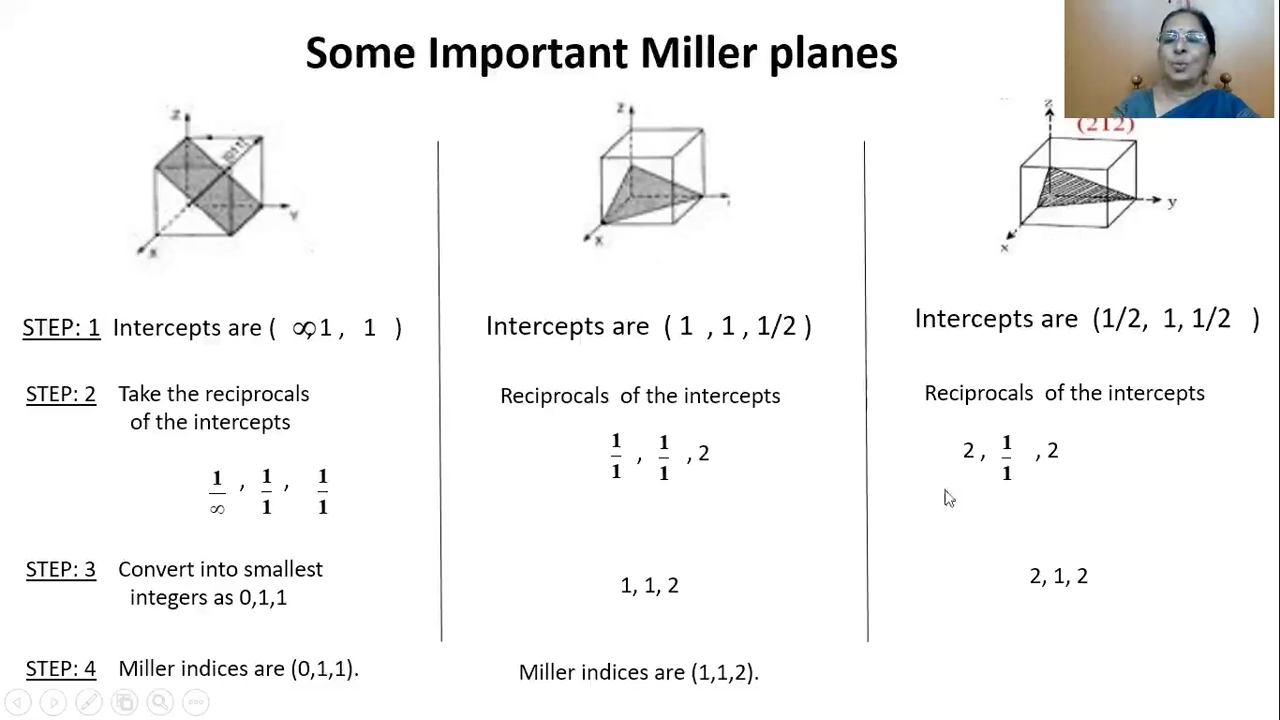 Some Important Miller planes
Z
[011]
Y
X
Z
X
z
(212)
y
x
STEP: 1 Intercepts are ( ∞, 1 , 1 )
Intercepts are ( 1 , 1 , 1/2 )
Intercepts are (1/2, 1, 1/2 )
STEP: 2 Take the reciprocals
of the intercepts
1/∞ , 1/1 , 1/1
Reciprocals of the intercepts
1/1 , 1/1 , 2
Reciprocals of the intercepts
2 , 1/1 , 2
STEP: 3 Convert into smallest
integers as 0,1,1
1, 1, 2
2, 1, 2
STEP: 4 Miller indices are (0,1,1).
Miller indices are (1,1,2).